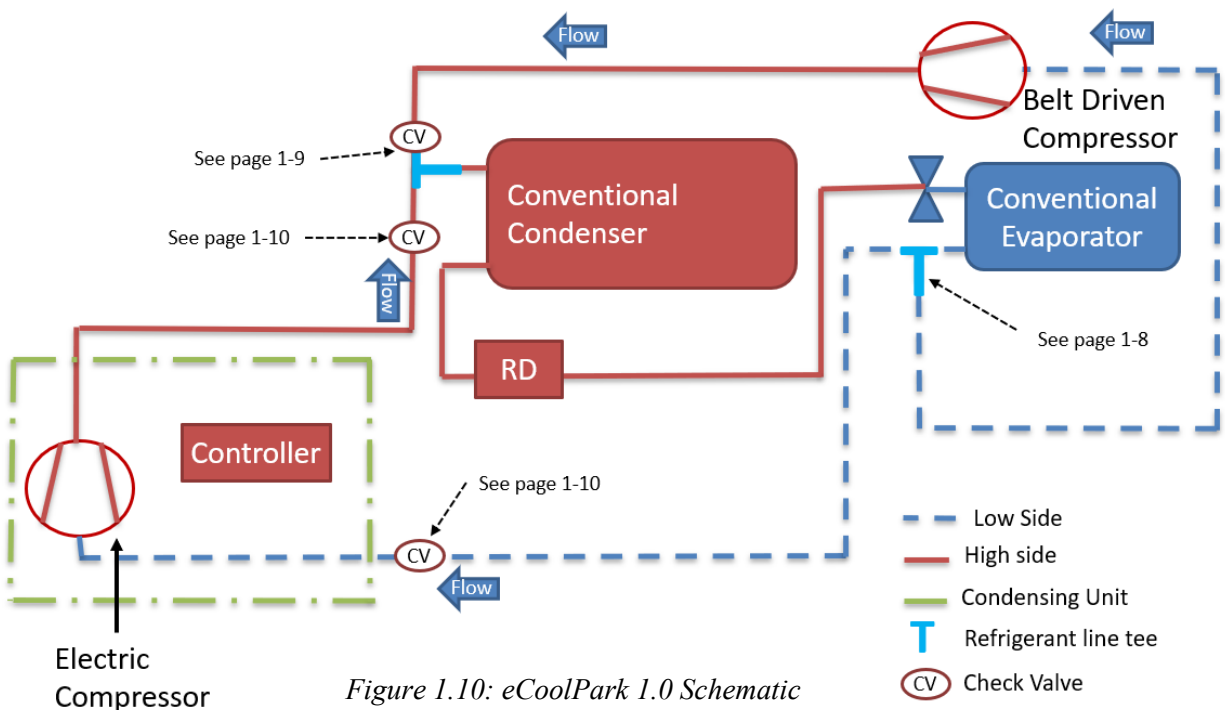 Flow
Flow
Belt Driven
Compressor
CV
See page 1-9
Conventional
Condenser
Conventional
Evaporator
See page 1-10
CV
Flow
See page 1-8
RD
Controller
See page 1-10
CV
Flow
Low Side
High side
Condensing Unit
Refrigerant line tee
CV
Check Valve
Electric
Compressor
Figure 1.10: eCoolPark 1.0 Schematic